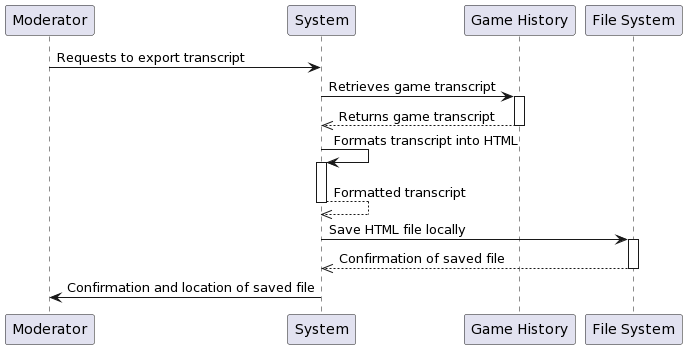 Moderator System Game History File System
Requests to export transcript
Retrieves game transcript
Returns game transcript
Formats transcript into HTML
Formatted transcript
Save HTML file locally
Confirmation of saved file
Confirmation and location of saved file
Moderator System Game History File System